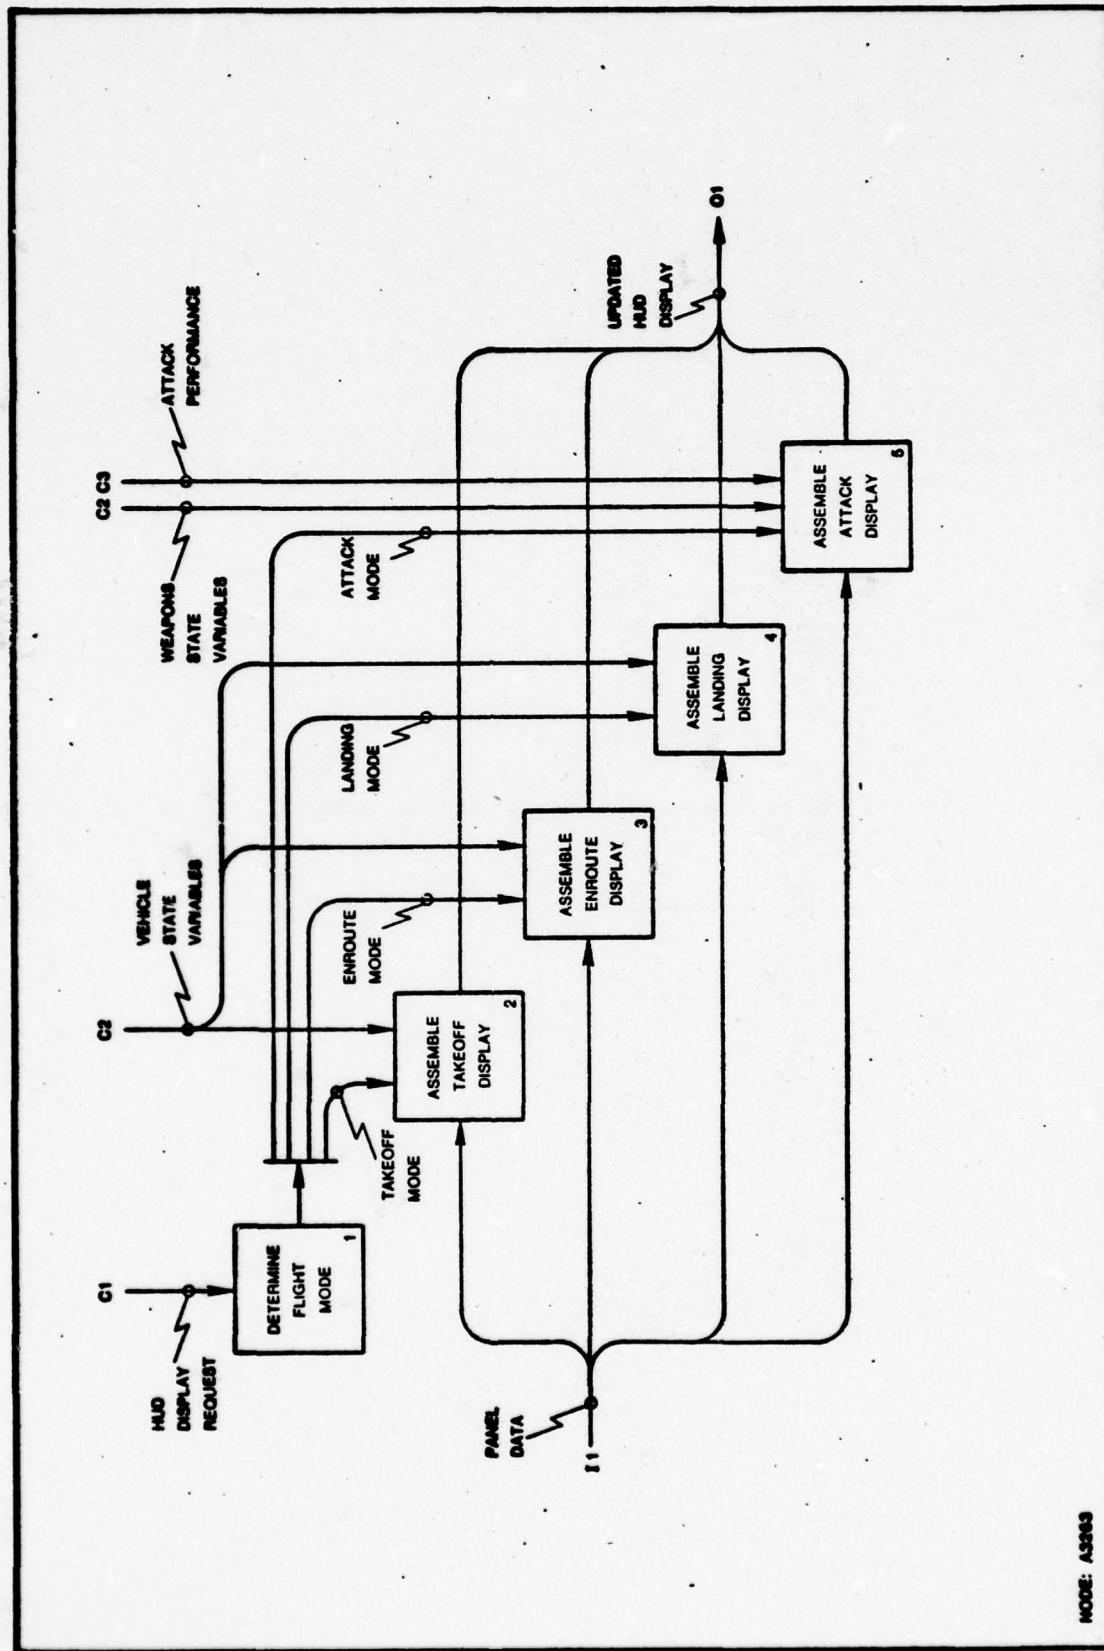 C1
HUD
DISPLAY
REQUEST
DETERMINE
FLIGHT
MODE
1
C2
VEHICLE
STATE
VARIABLES
C2 C3
WEAPONS
STATE
VARIABLES
ATTACK
PERFORMANCE
TAKEOFF
MODE
ENROUTE
MODE
LANDING
MODE
ATTACK
MODE
ASSEMBLE
TAKEOFF
DISPLAY
2
ASSEMBLE
ENROUTE
DISPLAY
3
ASSEMBLE
LANDING
DISPLAY
4
ASSEMBLE
ATTACK
DISPLAY
5
PANEL
DATA
I1
UPDATED
HUD
DISPLAY
O1
NODE: